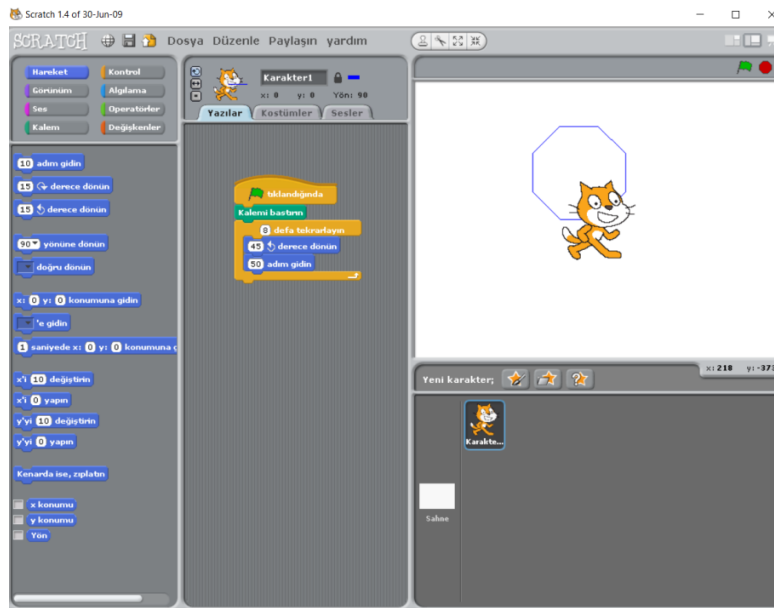 Scratch 1.4 of 30-Jun-09
SCRATCH Dosya Düzenle Paylaşın yardım
Hareket Kontrol
Görünüm Algılama
Ses Operatörler
Kalem Değişkenler
Karakter1
x: 0 y: 0 Yön: 90
Yazılar Kostümler Sesler
10 adım gidin
15 derece dönün
15 derece dönün
90 yönüne dönün
doğru dönün
x: 0 y: 0 konumuna gidin
'e gidin
1 saniyede x: 0 y: 0 konumuna g
x'i 10 değiştirin
x'i 0 yapın
y'yi 10 değiştirin
y'yi 0 yapın
Kenarda ise, zıplatın
x konumu
y konumu
Yön
tıklandığında
Kalemi bastırın
8 defa tekrarlayın
45 derece dönün
50 adım gidin
x: 210 y: -371
Yeni karakter;
Karakte...
Sahne